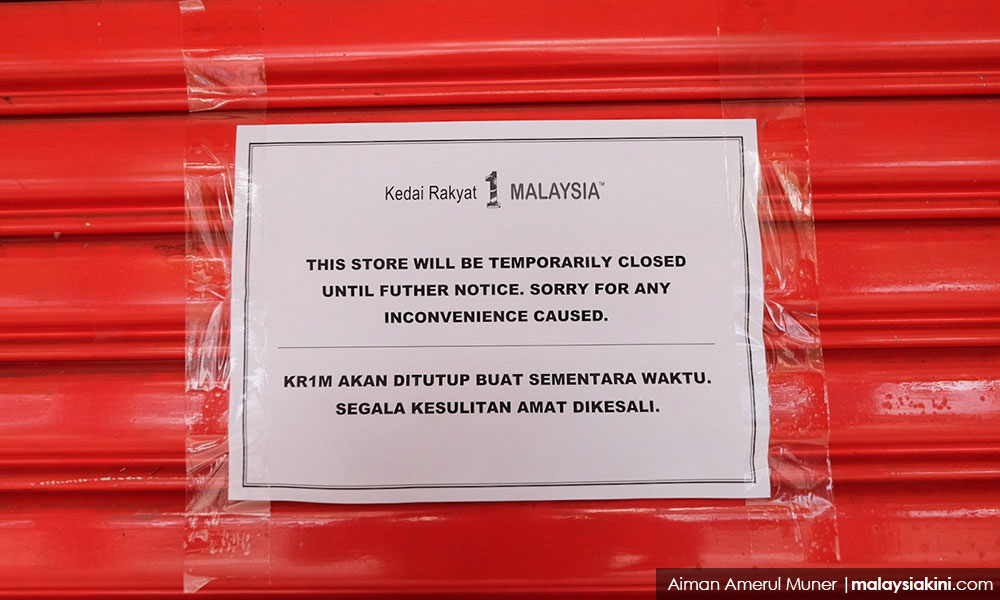 Kedai Rakyat 1 MALAYSIA™
THIS STORE WILL BE TEMPORARILY CLOSED
UNTIL FUTHER NOTICE. SORRY FOR ANY
INCONVENIENCE CAUSED.
KR1M AKAN DITUTUP BUAT SEMENTARA WAKTU.
SEGALA KESULITAN AMAT DIKESALI.
Aiman Amerul Muner | malaysiakini.com